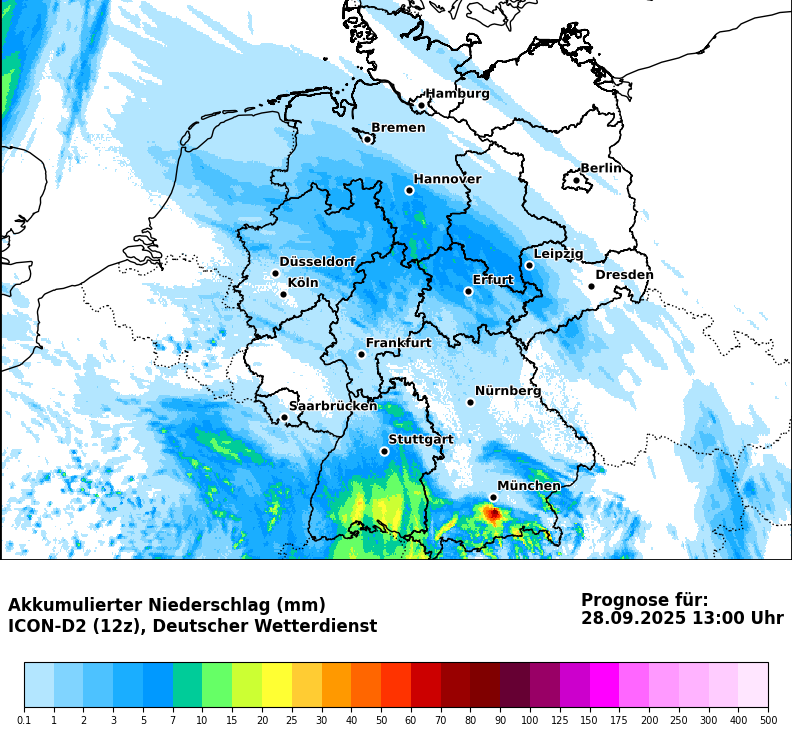 Hamburg
Bremen
Berlin
Hannover
Leipzig
Düsseldorf
Dresden
Erfurt
Köln
Frankfurt
Nürnberg
Saarbrücken
Stuttgart
München
Akkumulierter Niederschlag (mm)
ICON-D2 (12z), Deutscher Wetterdienst
Prognose für:
28.09.2025 13:00 Uhr
0.1 1 2 3 5 7 10 15 20 25 30 40 50 60 70 80 90 100 125 150 175 200 250 300 400 500